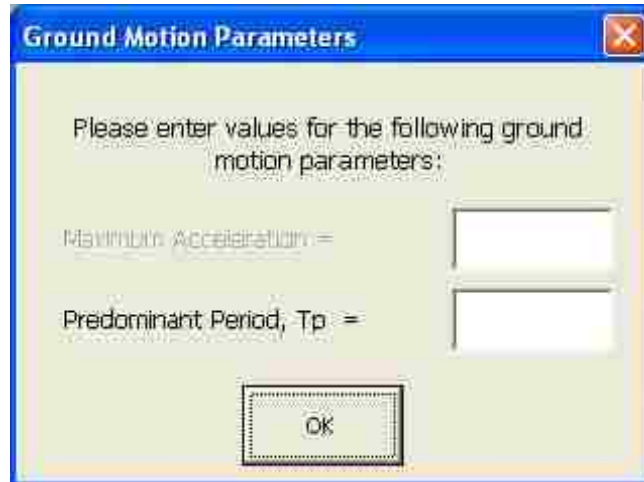 Ground Motion Parameters
Please enter values for the following ground
motion parameters:
Maximum Acceleration =
Predominant Period, Tp =
OK